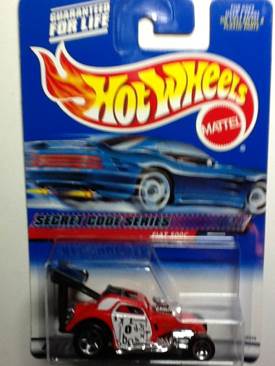 GUARANTEED
FOR LIFE
Hot Wheels
MATTEL
SECRET CODE SERIES
FIAT 500C